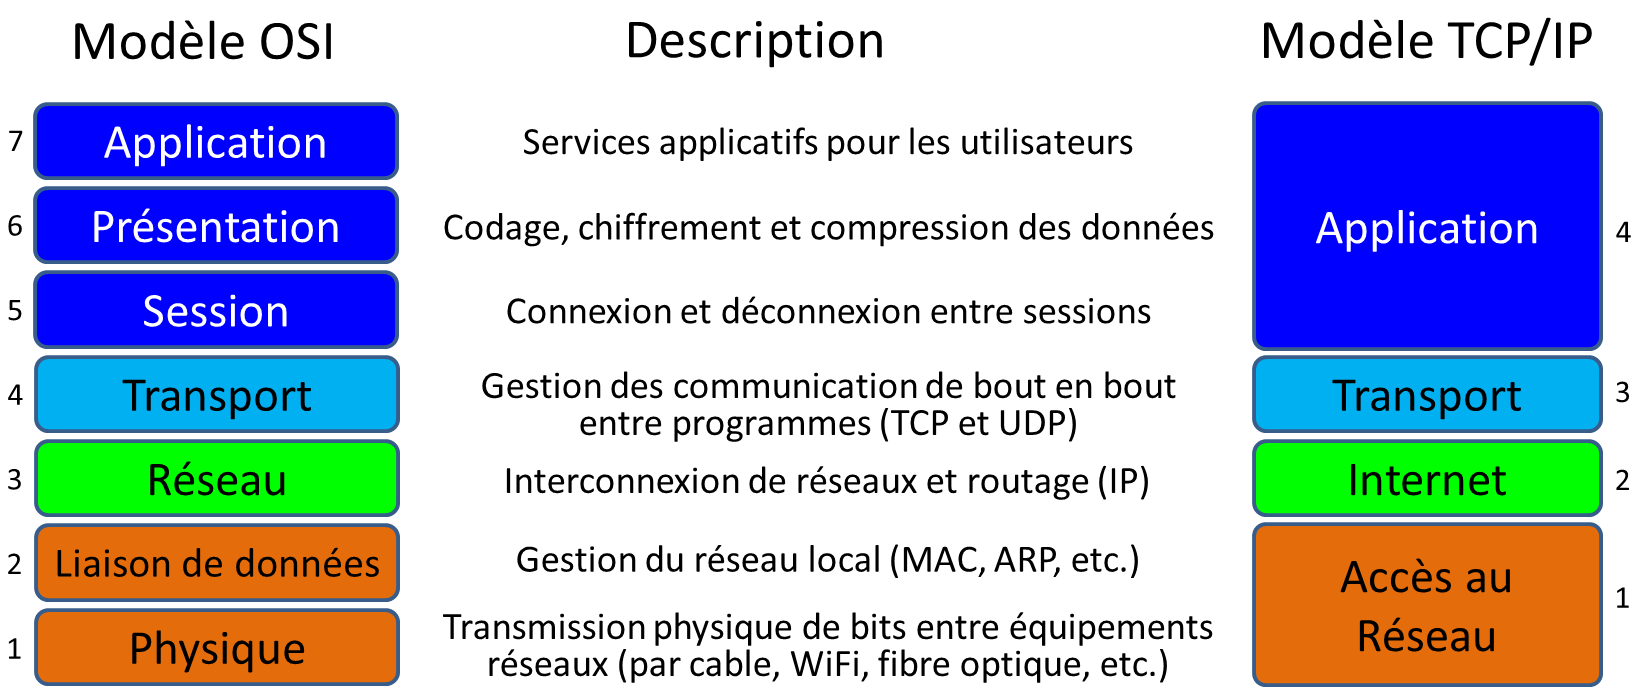 Modèle OSI
Description
Modèle TCP/IP
7
Application
Services applicatifs pour les utilisateurs
6
Présentation
Codage, chiffrement et compression des données
Application
4
5
Session
Connexion et déconnexion entre sessions
4
Transport
Gestion des communication de bout en bout
entre programmes (TCP et UDP)
Transport
3
3
Réseau
Interconnexion de réseaux et routage (IP)
Internet
2
2
Liaison de données
Gestion du réseau local (MAC, ARP, etc.)
Accès au
Réseau
1
1
Physique
Transmission physique de bits entre équipements
réseaux (par cable, WiFi, fibre optique, etc.)